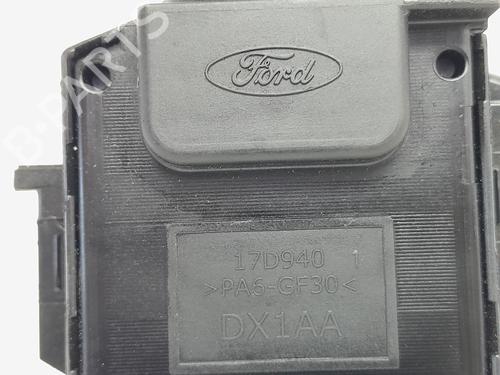 Ford
B-PARTS
17D940 1
>PA6-GF30<
DX1AA